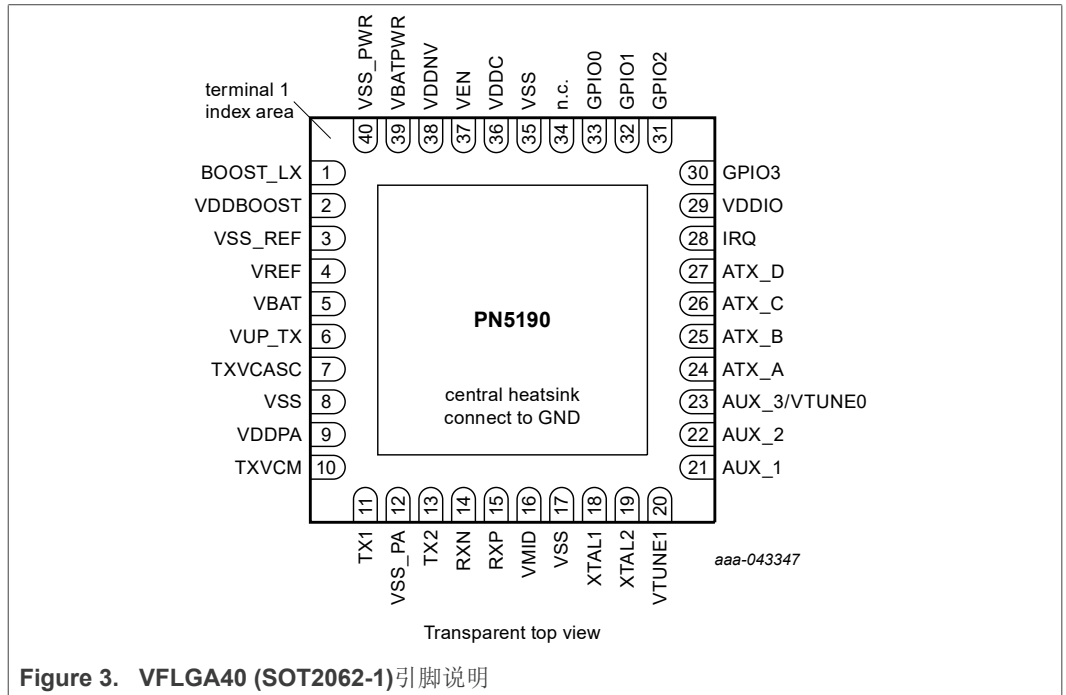 VSS_PWR
VBATPWR
VDDNV
VEN
VDDC
VSS
n.c.
GPIO0
GPIO1
GPIO2
terminal 1
index area
40 39 38 37 36 35 34 33 32 31
BOOST_LX 1 30 GPIO3
VDDBOOST 2 29 VDDIO
VSS_REF 3 28 IRQ
VREF 4 27 ATX_D
VBAT 5 26 ATX_C
VUP_TX 6 PN5190 25 ATX_B
TXVCASC 7 24 ATX_A
VSS 8 central heatsink 23 AUX_3/VTUNE0
VDDPA 9 connect to GND 22 AUX_2
TXVCM 10 21 AUX_1
11 12 13 14 15 16 17 18 19 20
TX1
VSS_PA
TX2
RXN
RXP
VMID
VSS
XTAL1
XTAL2
VTUNE1
aaa-043347
Transparent top view
Figure 3. VFLGA40 (SOT2062-1)引脚说明